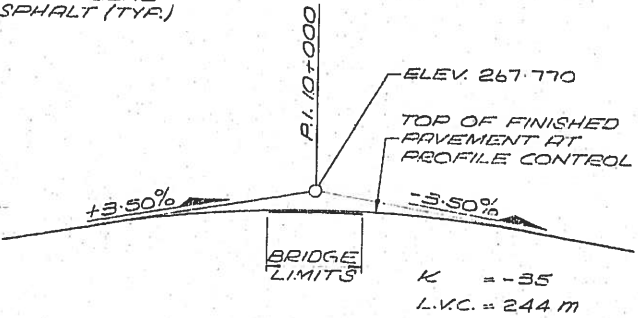 SPHALT (TYP.)
P.I. 10+000
ELEV. 267.770
TOP OF FINISHED
PAVEMENT AT
PROFILE CONTROL
+3.50%
-3.50%
BRIDGE
LIMITS
K = -35
L.V.C. = 244 m